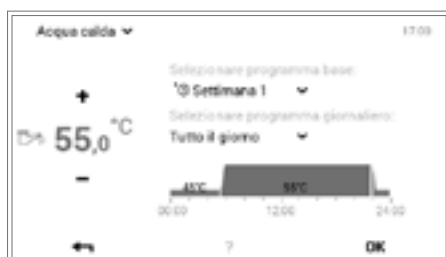 Acqua calda
17:03
Selezionare programma base:
Settimana 1
Selezionare programma giornaliero:
Tutto il giorno
+
55,0 °C
−
45°C 55°C
00:00 12:00 24:00
? OK